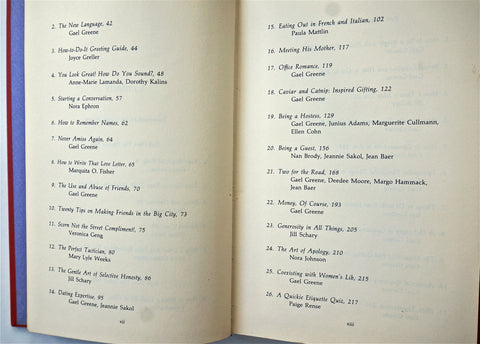 2. The New Language, 42
Gael Greene
3. How-to-Do-It Greeting Guide, 44
Joyce Greller
4. You Look Great! How Do You Sound?, 48
Anne-Marie Lamanda, Dorothy Kalins
5. Starting a Conversation, 57
Nora Ephron
6. How to Remember Names, 62
7. Never Amiss Again, 64
Gael Greene
8. How to Write That Love Letter, 65
Marquita O. Fisher
9. The Use and Abuse of Friends, 70
Gael Greene
10. Twenty Tips on Making Friends in the Big City, 73
11. Scorn Not the Street Compliment!, 75
Veronica Geng
12. The Perfect Tactician, 80
Mary Lyle Weeks
13. The Gentle Art of Selective Honesty, 86
Jill Schary
14. Dating Expertise, 95
Gael Greene, Jeannie Sakol
vii
15. Eating Out in French and Italian, 102
Paula Mattlin
16. Meeting His Mother, 117
17. Office Romance, 119
Gael Greene
18. Caviar and Catnip: Inspired Gifting, 122
Gael Greene
19. Being a Hostess, 129
Gael Greene, Junius Adams, Marguerite Cullmann,
Ellen Cohn
20. Being a Guest, 156
Nan Brody, Jeannie Sakol, Jean Baer
21. Two for the Road, 168
Gael Greene, Deedee Moore, Margo Hammack,
Jean Baer
22. Money, Of Course, 193
Gael Greene
23. Generosity in All Things, 205
Jill Schary
24. The Art of Apology, 210
Nora Johnson
25. Coexisting with Women's Lib, 215
Gael Greene
26. A Quickie Etiquette Quiz, 217
Paige Rense
viii